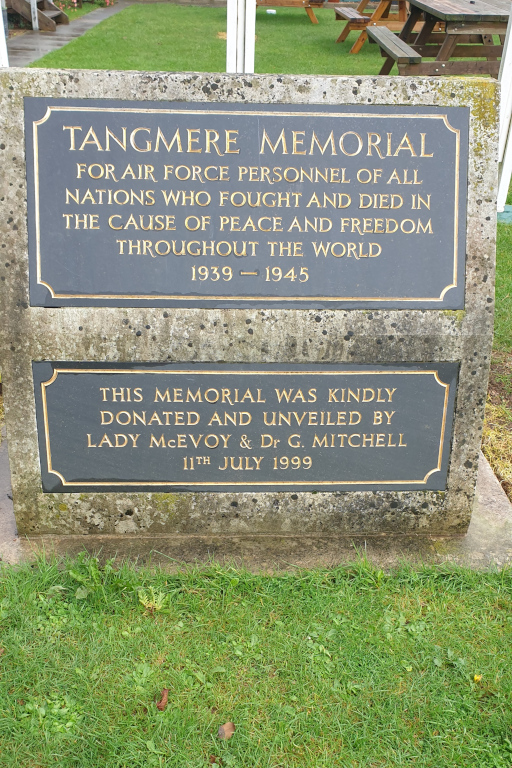 TANGMERE MEMORIAL
FOR AIR FORCE PERSONNEL OF ALL
NATIONS WHO FOUGHT AND DIED IN
THE CAUSE OF PEACE AND FREEDOM
THROUGHOUT THE WORLD
1939 — 1945
THIS MEMORIAL WAS KINDLY
DONATED AND UNVEILED BY
LADY McEVOY & Dr G. MITCHELL
11TH JULY 1999